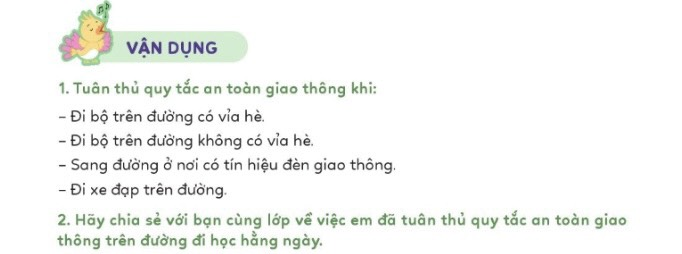 VẬN DỤNG
1. Tuân thủ quy tắc an toàn giao thông khi:
– Đi bộ trên đường có vỉa hè.
– Đi bộ trên đường không có vỉa hè.
– Sang đường ở nơi có tín hiệu đèn giao thông.
– Đi xe đạp trên đường.
2. Hãy chia sẻ với bạn cùng lớp về việc em đã tuân thủ quy tắc an toàn giao
thông trên đường đi học hằng ngày.